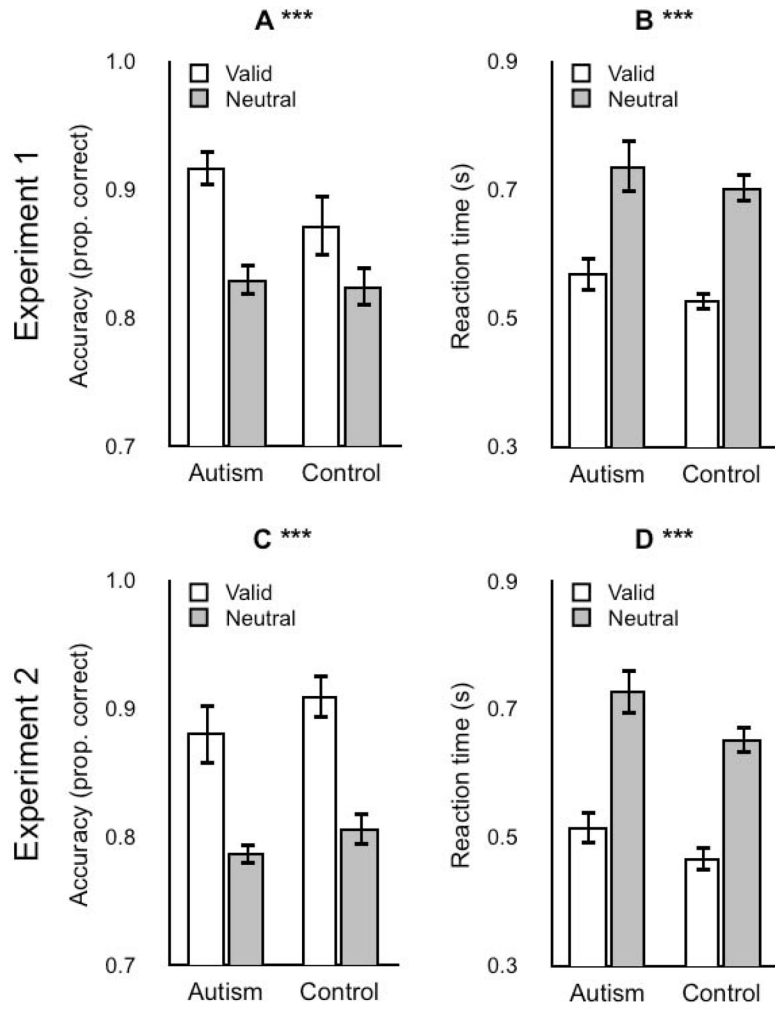 Experiment 1
A ***
Accuracy (prop. correct)
1.0
0.9
0.8
0.7
Valid
Neutral
Autism
Control
B ***
Reaction time (s)
0.9
0.7
0.5
0.3
Valid
Neutral
Autism
Control
Experiment 2
C ***
Accuracy (prop. correct)
1.0
0.9
0.8
0.7
Valid
Neutral
Autism
Control
D ***
Reaction time (s)
0.9
0.7
0.5
0.3
Valid
Neutral
Autism
Control